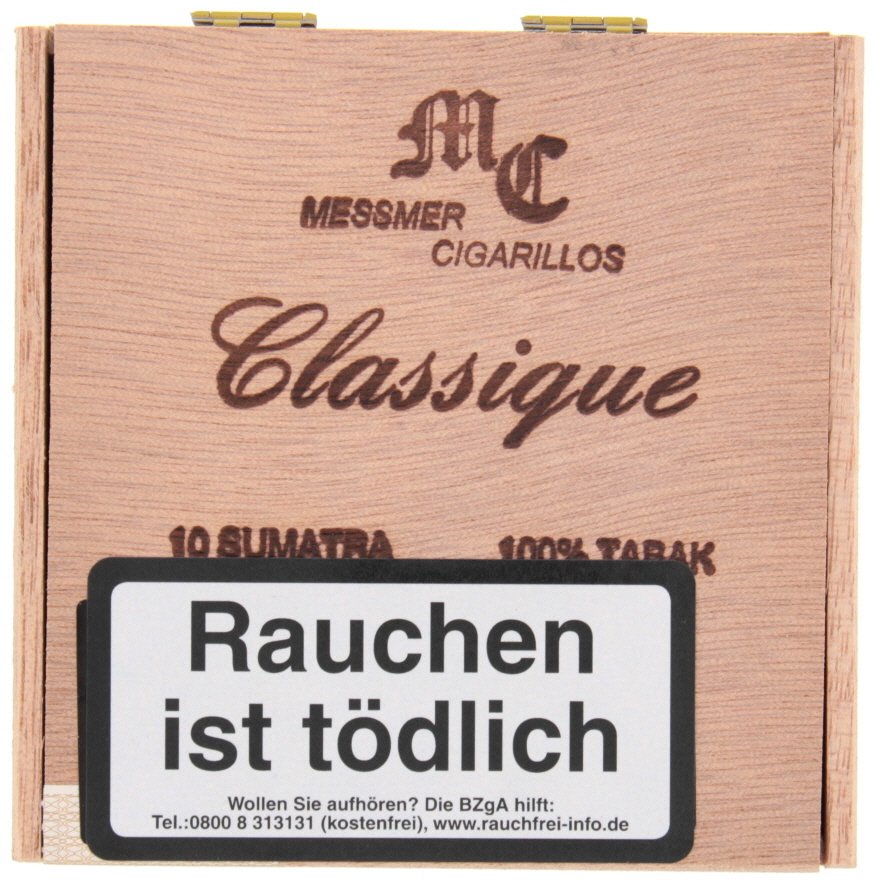 MC
MESSMER
CIGARILLOS
Classique
10 SUMATRA 100% TABAK
Rauchen
ist tödlich
Wollen Sie aufhören? Die BZgA hilft:
Tel.:0800 8 313131 (kostenfrei), www.rauchfrei-info.de